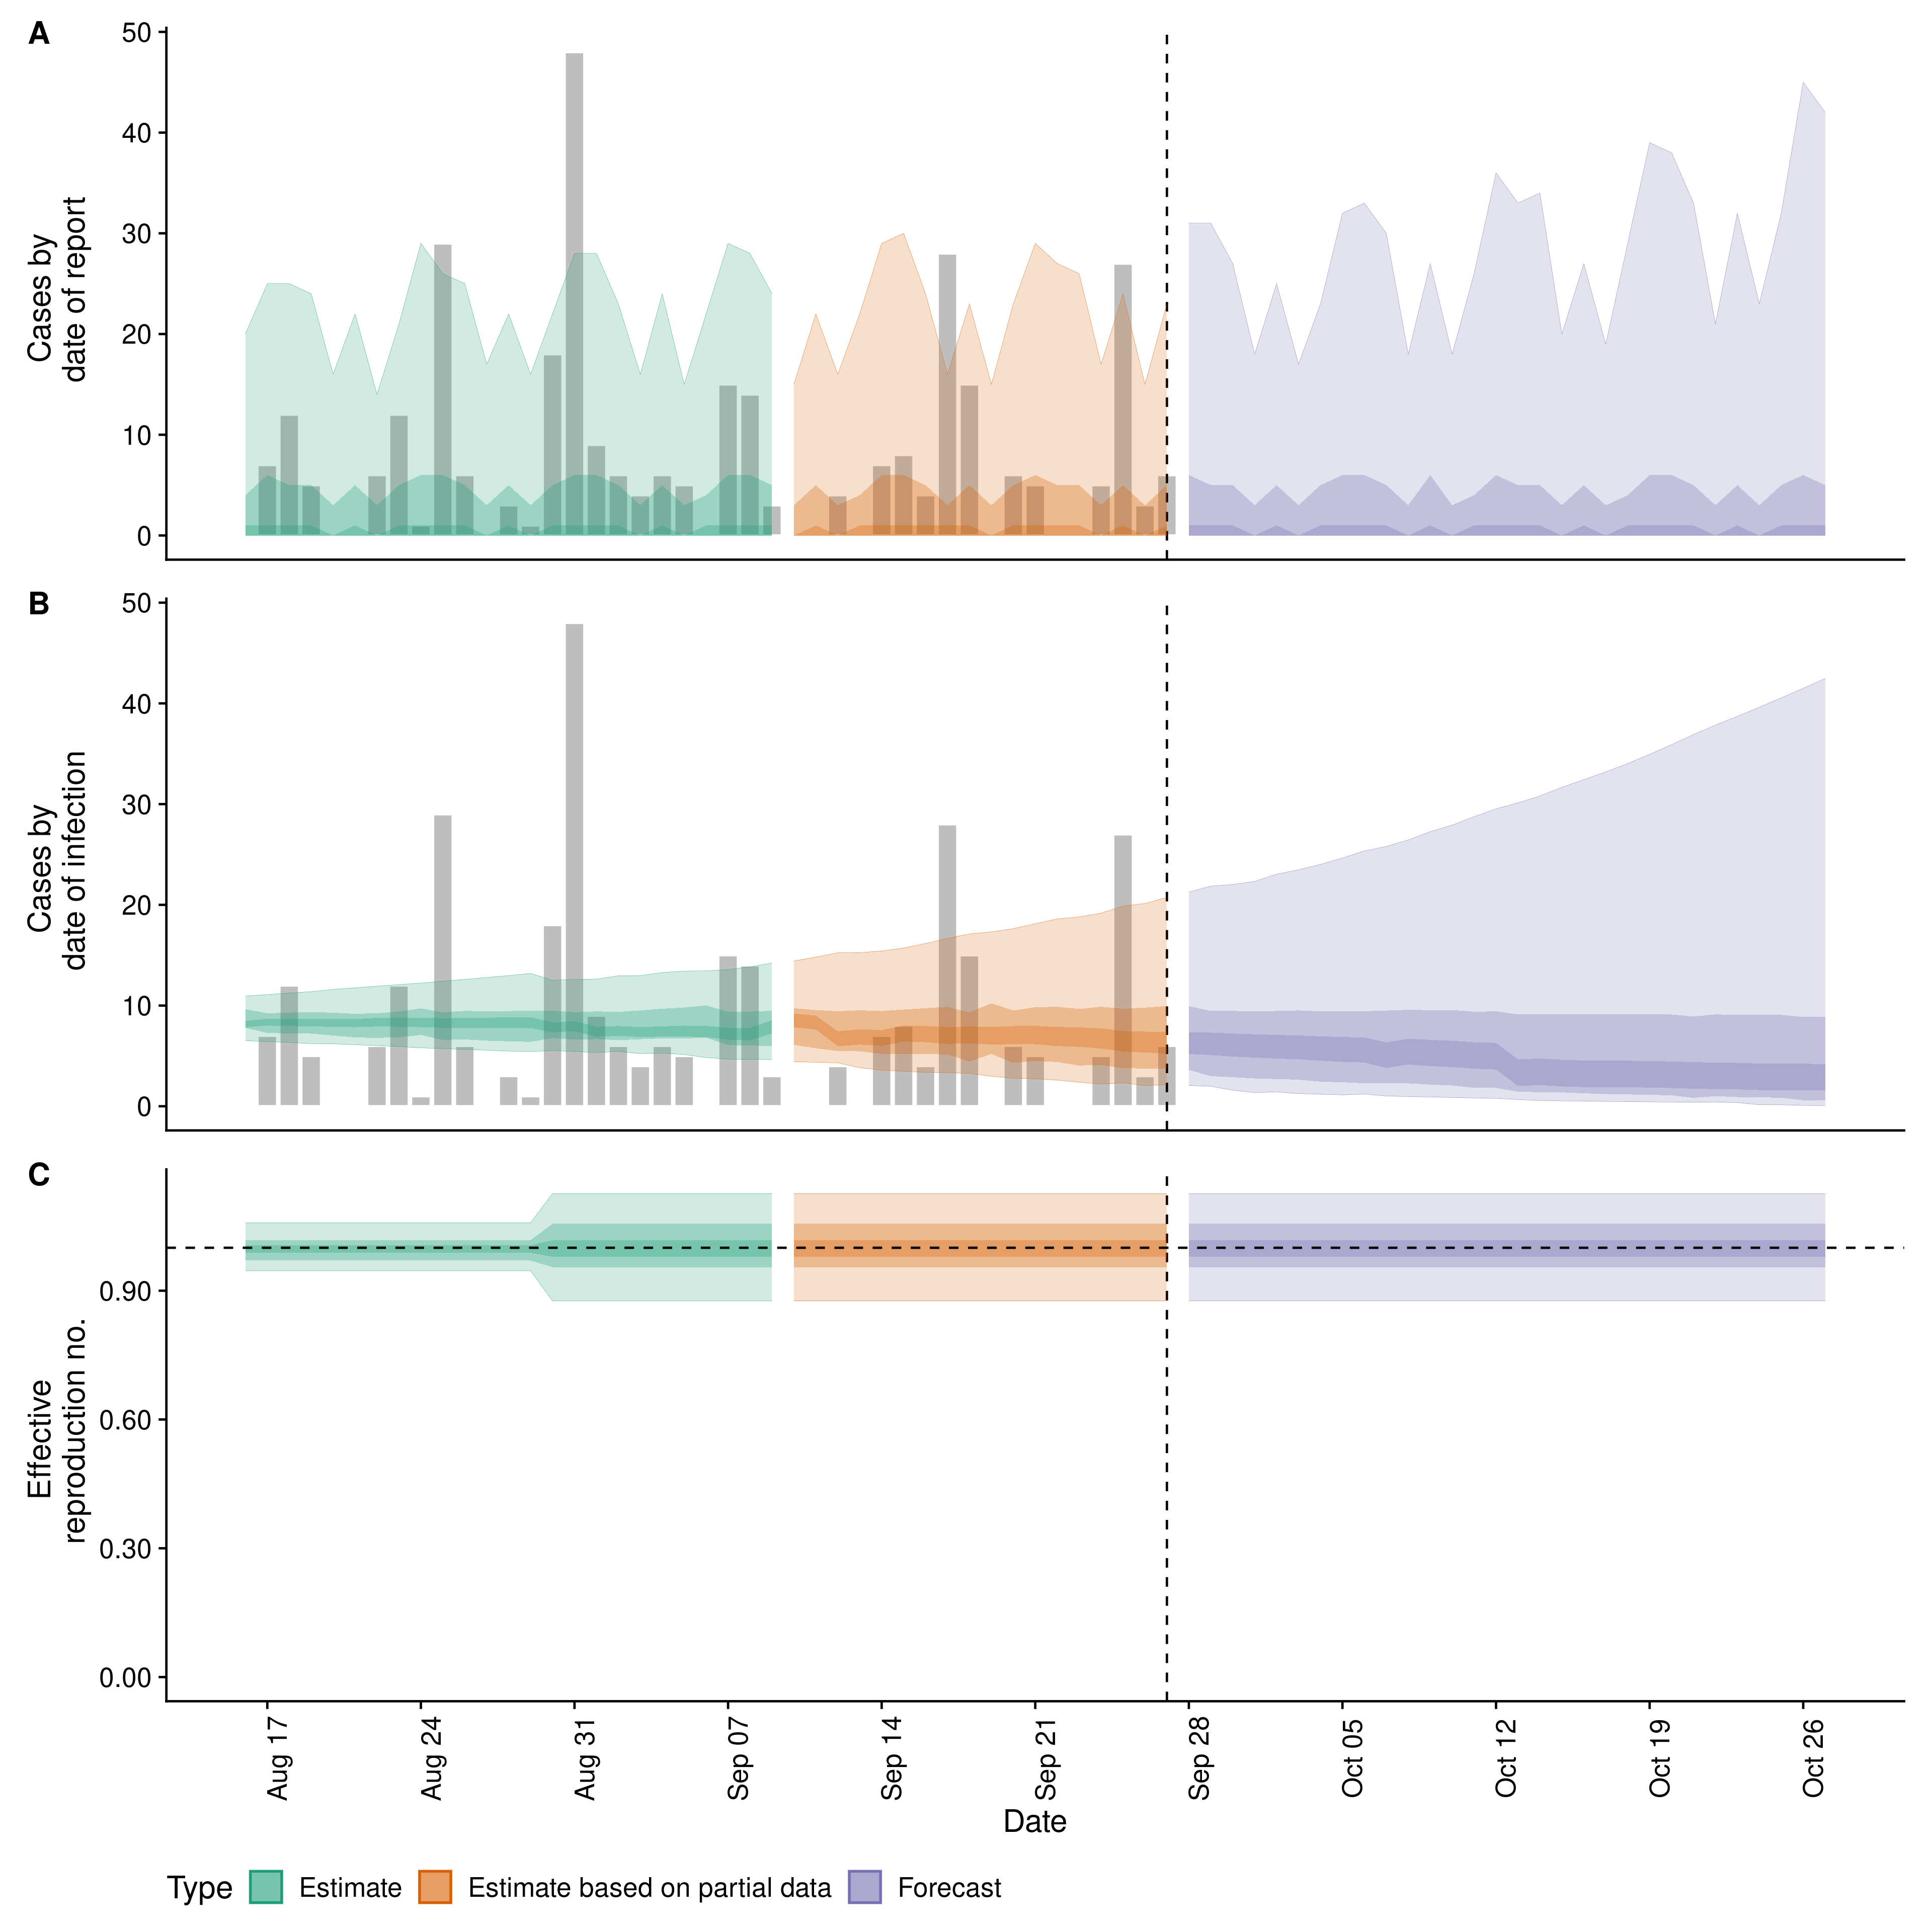 A
50
40
30
20
10
0
Cases by
date of report
B
50
40
30
20
10
0
Cases by
date of infection
C
0.90
0.60
0.30
0.00
Effective
reproduction no.
Aug 17
Aug 24
Aug 31
Sep 07
Sep 14
Sep 21
Sep 28
Oct 05
Oct 12
Oct 19
Oct 26
Date
Type Estimate Estimate based on partial data Forecast